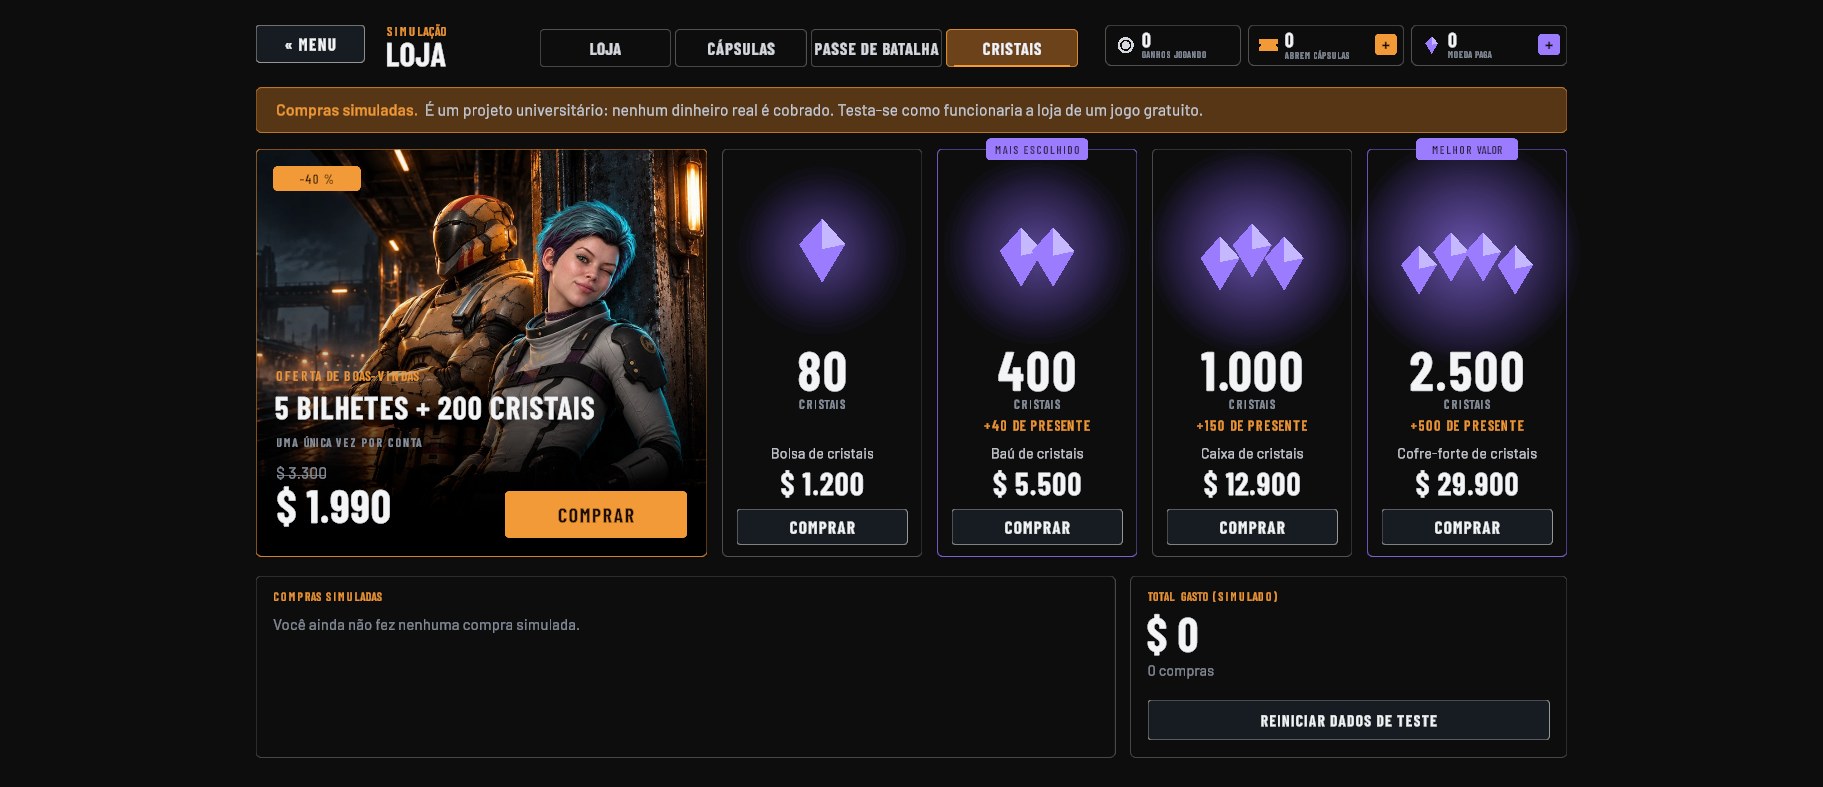 « MENU
SIMULAÇÃO
LOJA
LOJA
CÁPSULAS
PASSE DE BATALHA
CRISTAIS
0
GANHOS JOGANDO
0
ABREM CÁPSULAS
+
0
MOEDA PAGA
+
Compras simuladas. É um projeto universitário: nenhum dinheiro real é cobrado. Testa-se como funcionaria a loja de um jogo gratuito.
-40 %
OFERTA DE BOAS-VINDAS
5 BILHETES + 200 CRISTAIS
UMA ÚNICA VEZ POR CONTA
$ 3.300
$ 1.990
COMPRAR
80
CRISTAIS
Bolsa de cristais
$ 1.200
COMPRAR
MAIS ESCOLHIDO
400
CRISTAIS
+40 DE PRESENTE
Baú de cristais
$ 5.500
COMPRAR
1.000
CRISTAIS
+150 DE PRESENTE
Caixa de cristais
$ 12.900
COMPRAR
MELHOR VALOR
2.500
CRISTAIS
+500 DE PRESENTE
Cofre-forte de cristais
$ 29.900
COMPRAR
COMPRAS SIMULADAS
Você ainda não fez nenhuma compra simulada.
TOTAL GASTO (SIMULADO)
$ 0
0 compras
REINICIAR DADOS DE TESTE